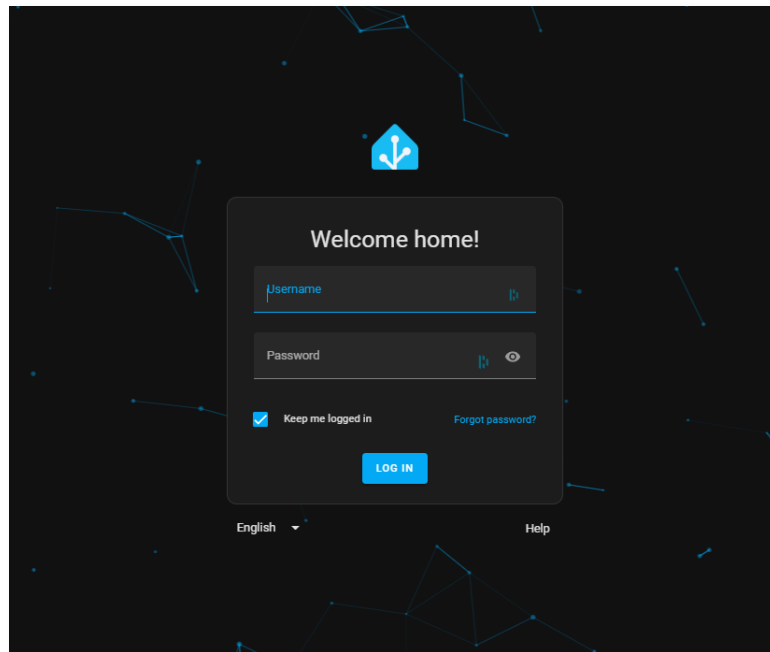 Welcome home!
Username
Password
Keep me logged in
Forgot password?
LOG IN
English
Help